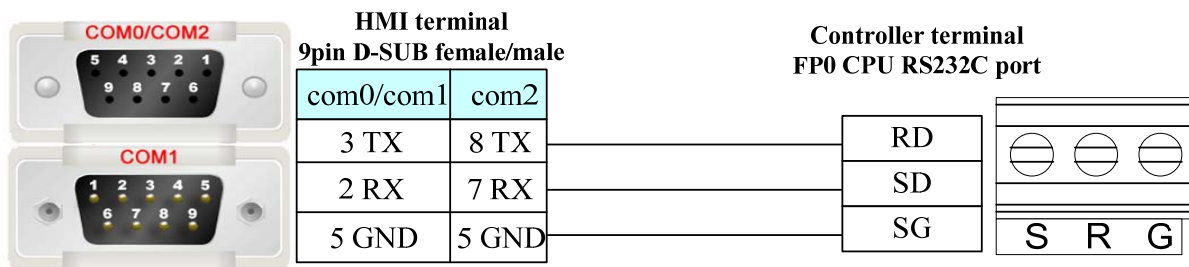 COM0/COM2
5 4 3 2 1
9 8 7 6
COM1
1 2 3 4 5
6 7 8 9
HMI terminal
9pin D-SUB female/male
com0/com1 com2
3 TX 8 TX
2 RX 7 RX
5 GND 5 GND
Controller terminal
FP0 CPU RS232C port
RD
SD
SG
S R G